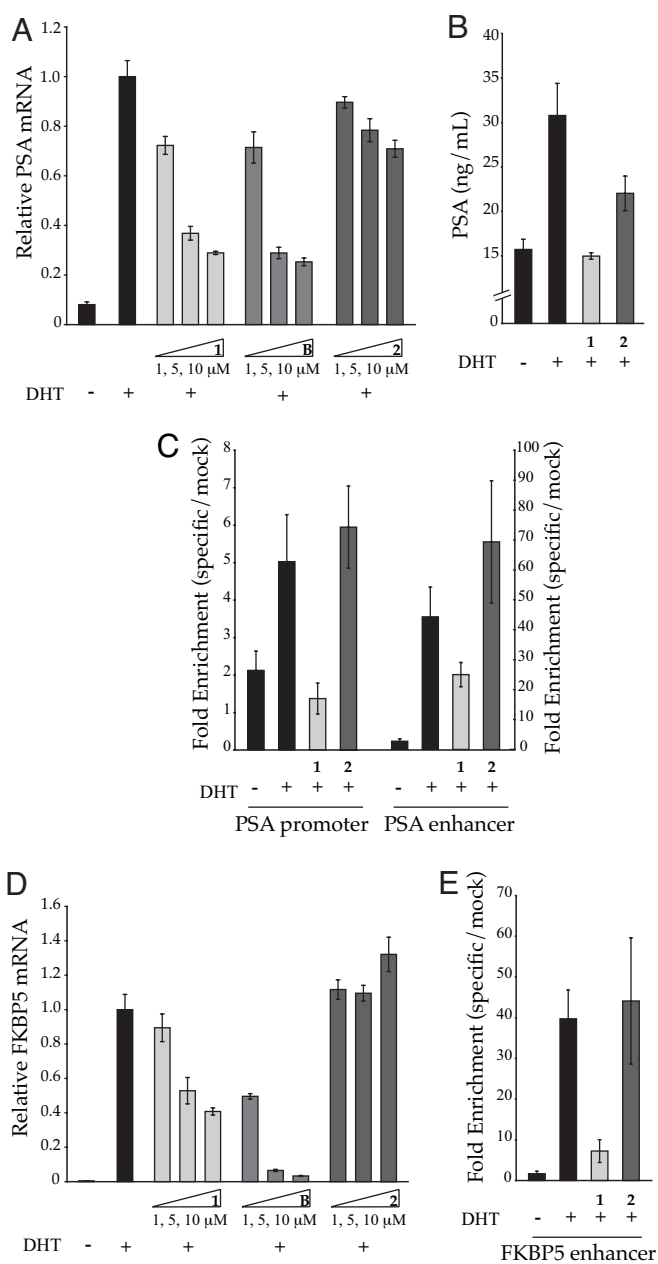 A
Relative PSA mRNA
1.2
1.0
0.8
0.6
0.4
0.2
0
1 B 2
1, 5, 10 μM 1, 5, 10 μM 1, 5, 10 μM
DHT - + + + +
B
PSA (ng/mL)
40
35
30
25
20
15
0
1 2
DHT - + + +
C
Fold Enrichment (specific/mock)
8
7
6
5
4
3
2
1
0
100
90
80
70
60
50
40
30
20
10
0
Fold Enrichment (specific/mock)
1 2 1 2
DHT - + + + - + + +
PSA promoter PSA enhancer
D
Relative FKBP5 mRNA
1.6
1.4
1.2
1.0
0.8
0.6
0.4
0.2
0
1 B 2
1, 5, 10 μM 1, 5, 10 μM 1, 5, 10 μM
DHT - + + + +
E
Fold Enrichment (specific/mock)
70
60
50
40
30
20
10
0
1 2
DHT - + + +
FKBP5 enhancer